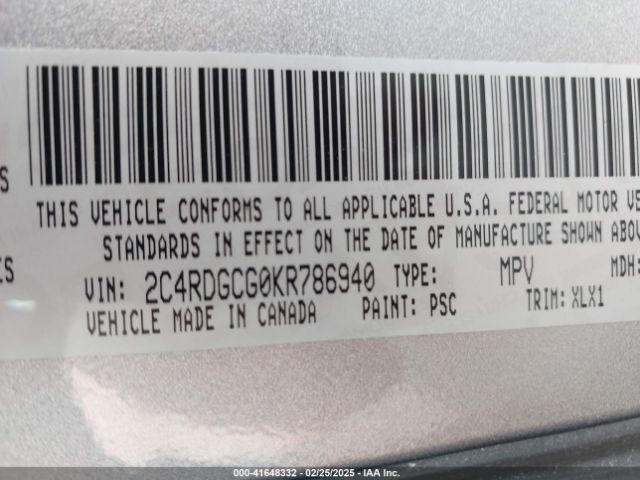 S
THIS VEHICLE CONFORMS TO ALL APPLICABLE U.S.A. FEDERAL MOTOR
STANDARDS IN EFFECT ON THE DATE OF MANUFACTURE SHOWN ABOV
IS
VIN: 2C4RDGCG0KR786940 TYPE: MPV MDH:
VEHICLE MADE IN CANADA PAINT: PSC TRIM: XLX1
000-41648332 - 02/25/2025 - IAA Inc.